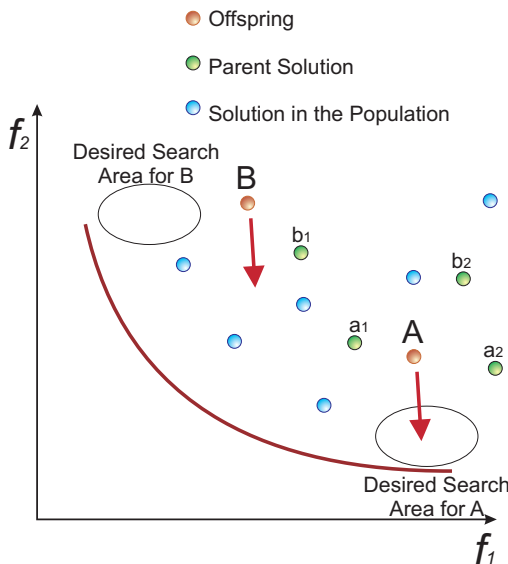 Offspring
Parent Solution
Solution in the Population
f2
Desired Search
Area for B
B
b1
b2
a1
A
a2
Desired Search
Area for A
f1